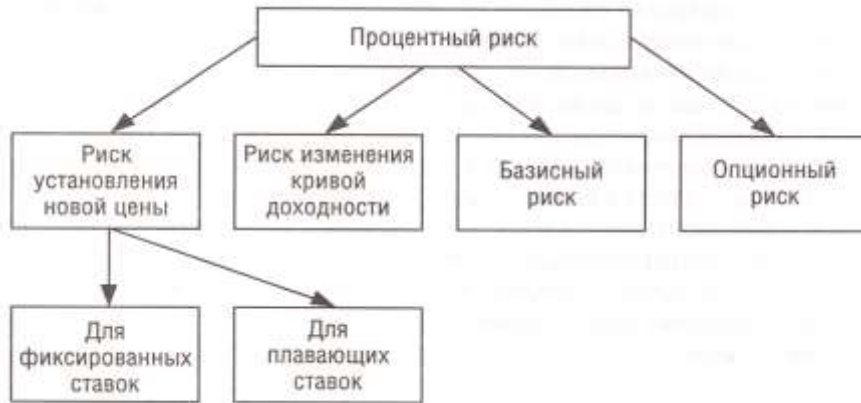 Процентный риск
Риск
установления
новой цены
Риск изменения
кривой
доходности
Базисный
риск
Опционный
риск
Для
фиксированных
ставок
Для
плавающих
ставок